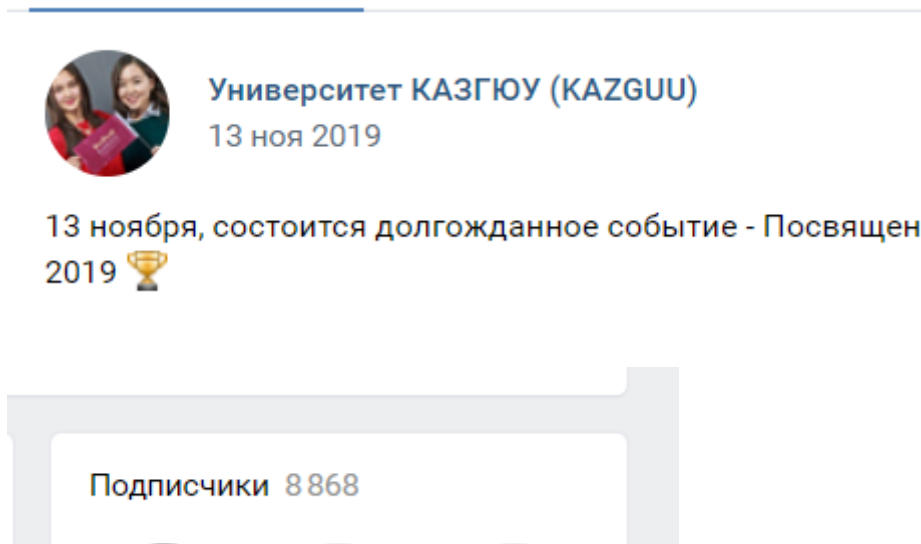 Университет КАЗГЮУ (KAZGUU)
13 ноя 2019
13 ноября, состоится долгожданное событие - Посвящен
2019 🏆
Подписчики 8 868